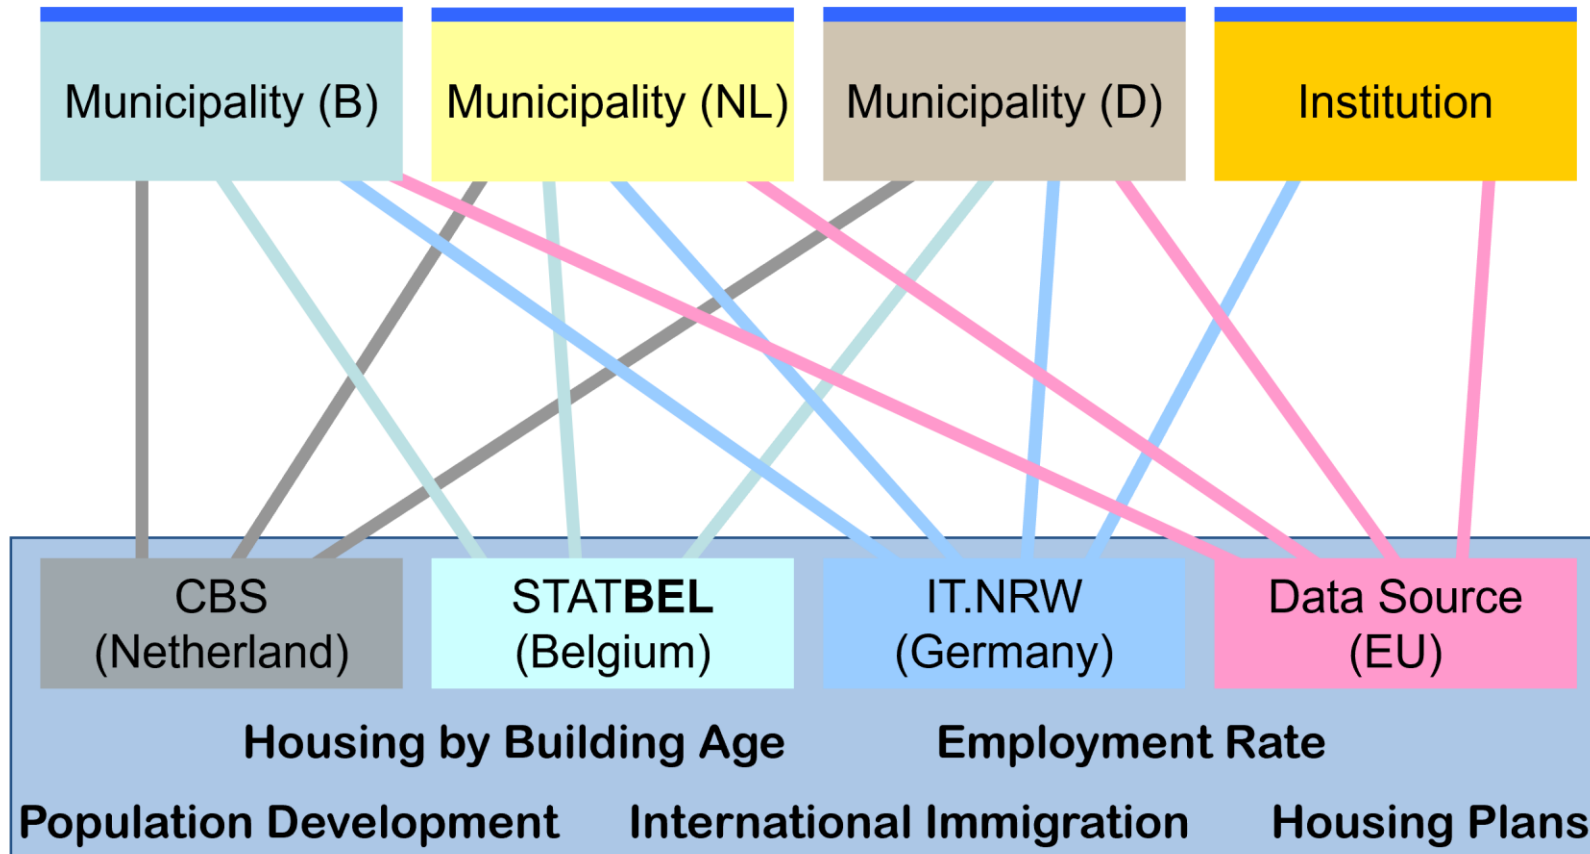 Municipality (B)
Municipality (NL)
Municipality (D)
Institution
CBS
(Netherland)
STATBEL
(Belgium)
IT.NRW
(Germany)
Data Source
(EU)
Housing by Building Age
Employment Rate
Population Development
International Immigration
Housing Plans